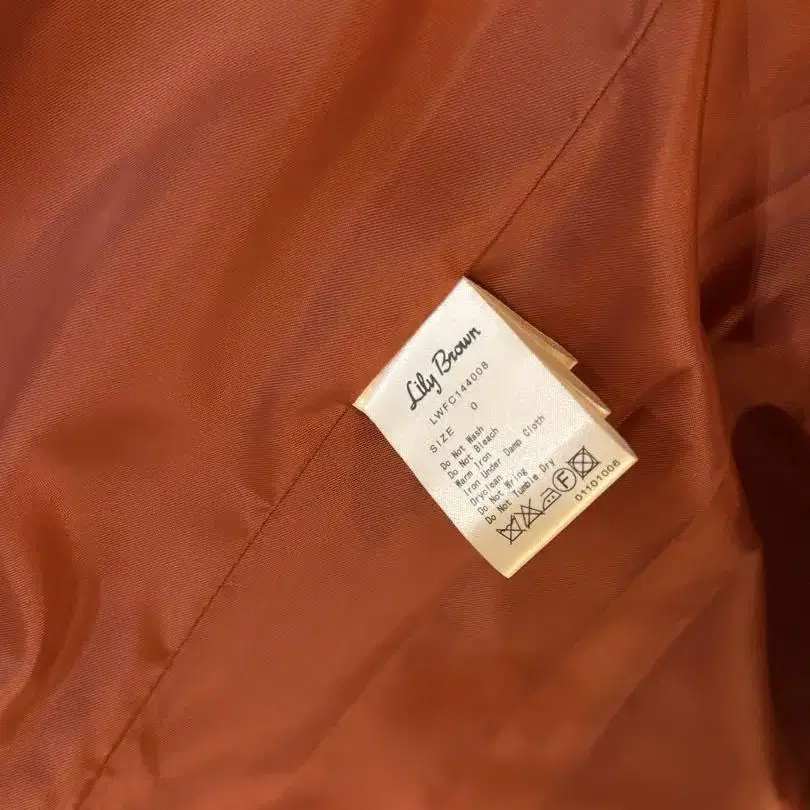 Lily Brown
LWFC144008
SIZE 0
Do Not Wash
Do Not Bleach
Warm Iron
Iron Under Damp Cloth
Dryclean
Do Not Wring
Do Not Tumble Dry
F
01101008